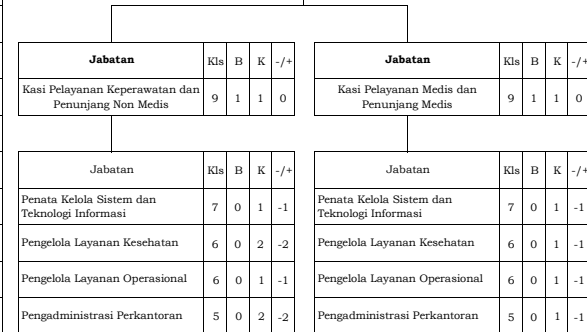 Jabatan Kls B K -/+
Kasi Pelayanan Keperawatan dan
Penunjang Non Medis 9 1 1 0
Jabatan Kls B K -/+
Kasi Pelayanan Medis dan
Penunjang Medis 9 1 1 0
Jabatan Kls B K -/+
Penata Kelola Sistem dan
Teknologi Informasi 7 0 1 -1
Pengelola Layanan Kesehatan 6 0 2 -2
Pengelola Layanan Operasional 6 0 1 -1
Pengadministrasi Perkantoran 5 0 2 -2
Jabatan Kls B K -/+
Penata Kelola Sistem dan
Teknologi Informasi 7 0 1 -1
Pengelola Layanan Kesehatan 6 0 1 -1
Pengelola Layanan Operasional 6 0 1 -1
Pengadministrasi Perkantoran 5 0 1 -1